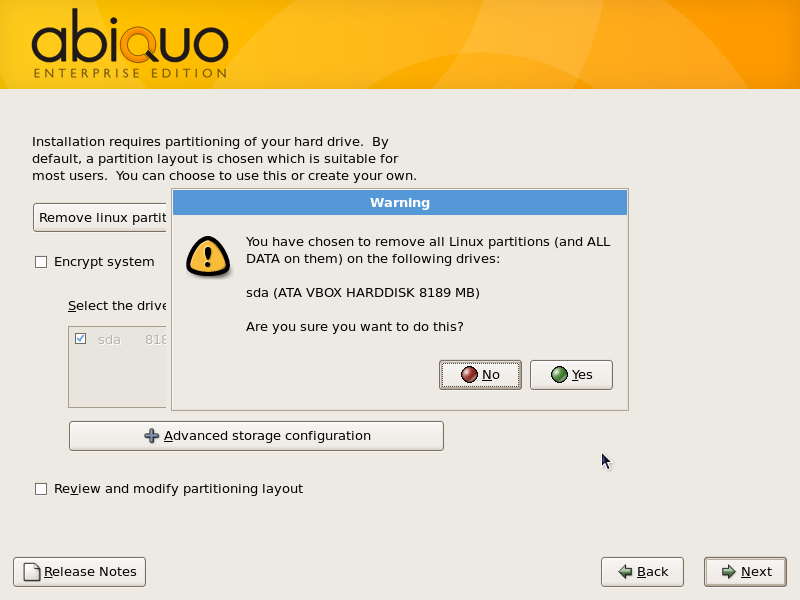 abiquo
ENTERPRISE EDITION
Installation requires partitioning of your hard drive. By
default, a partition layout is chosen which is suitable for
most users. You can choose to use this or create your own.
Remove linux partit
Encrypt system
Select the drive
sda 818
Warning
You have chosen to remove all Linux partitions (and ALL
DATA on them) on the following drives:
sda (ATA VBOX HARDDISK 8189 MB)
Are you sure you want to do this?
No
Yes
Advanced storage configuration
Review and modify partitioning layout
Release Notes
Back
Next